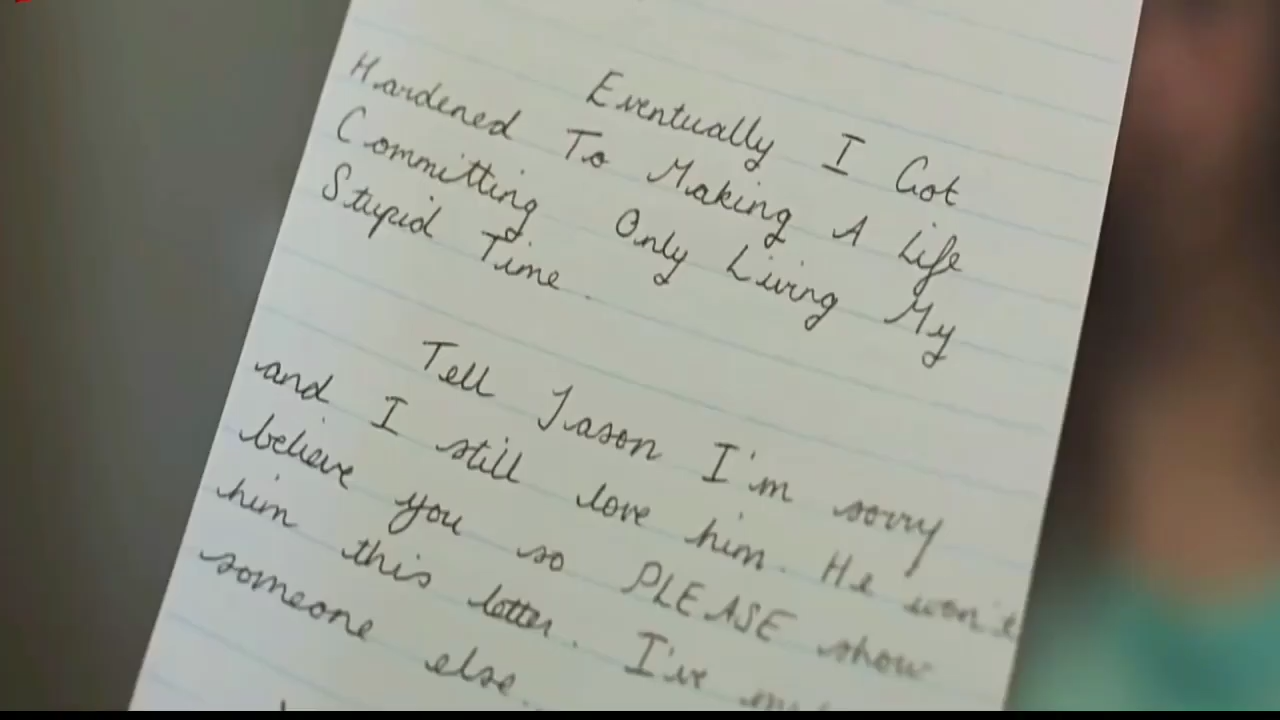 Eventually I Got
Hardened To Making A Life
Committing Only Living My
Stupid Time.
Tell Jason I'm sorry
and I still love him. He won't
believe you so PLEASE show
him this letter. I've
someone else.